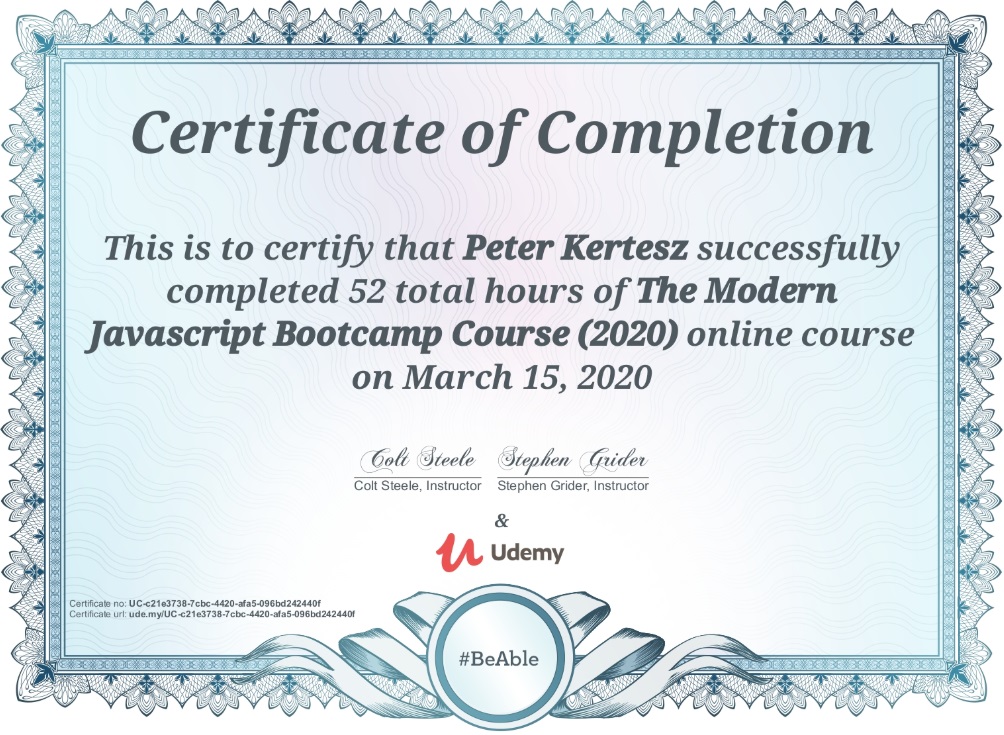 Certificate of Completion
This is to certify that Peter Kertesz successfully
completed 52 total hours of The Modern
Javascript Bootcamp Course (2020) online course
on March 15, 2020
Colt Steele Stephen Grider
Colt Steele, Instructor Stephen Grider, Instructor
&
Udemy
Certificate no: UC-c21e3738-7cbc-4420-afa5-096bd242440f
Certificate url: ude.my/UC-c21e3738-7cbc-4420-afa5-096bd242440f
#BeAble